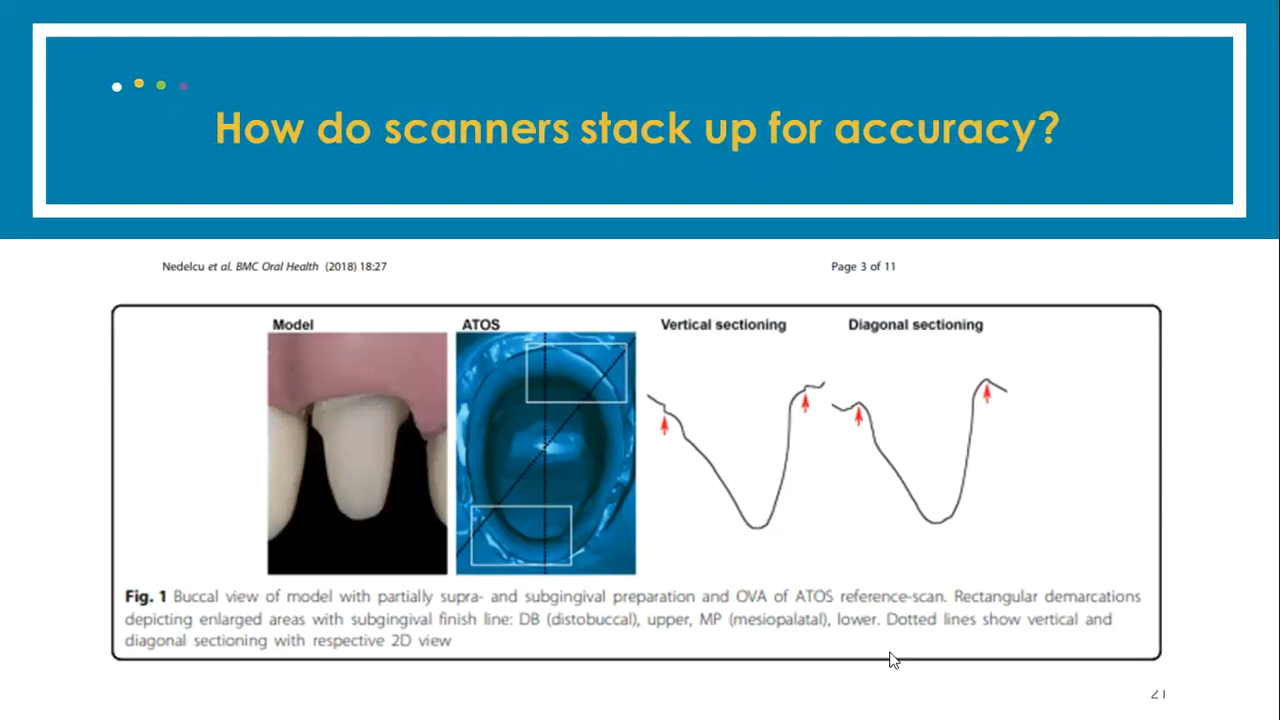 How do scanners stack up for accuracy?
Nedelcu et al. BMC Oral Health (2018) 18:27
Page 3 of 11
Model
ATOS
Vertical sectioning
Diagonal sectioning
Fig. 1 Buccal view of model with partially supra- and subgingival preparation and OVA of ATOS reference-scan. Rectangular demarcations
depicting enlarged areas with subgingival finish line: DB (distobuccal), upper, MP (mesiopalatal), lower. Dotted lines show vertical and
diagonal sectioning with respective 2D view
21